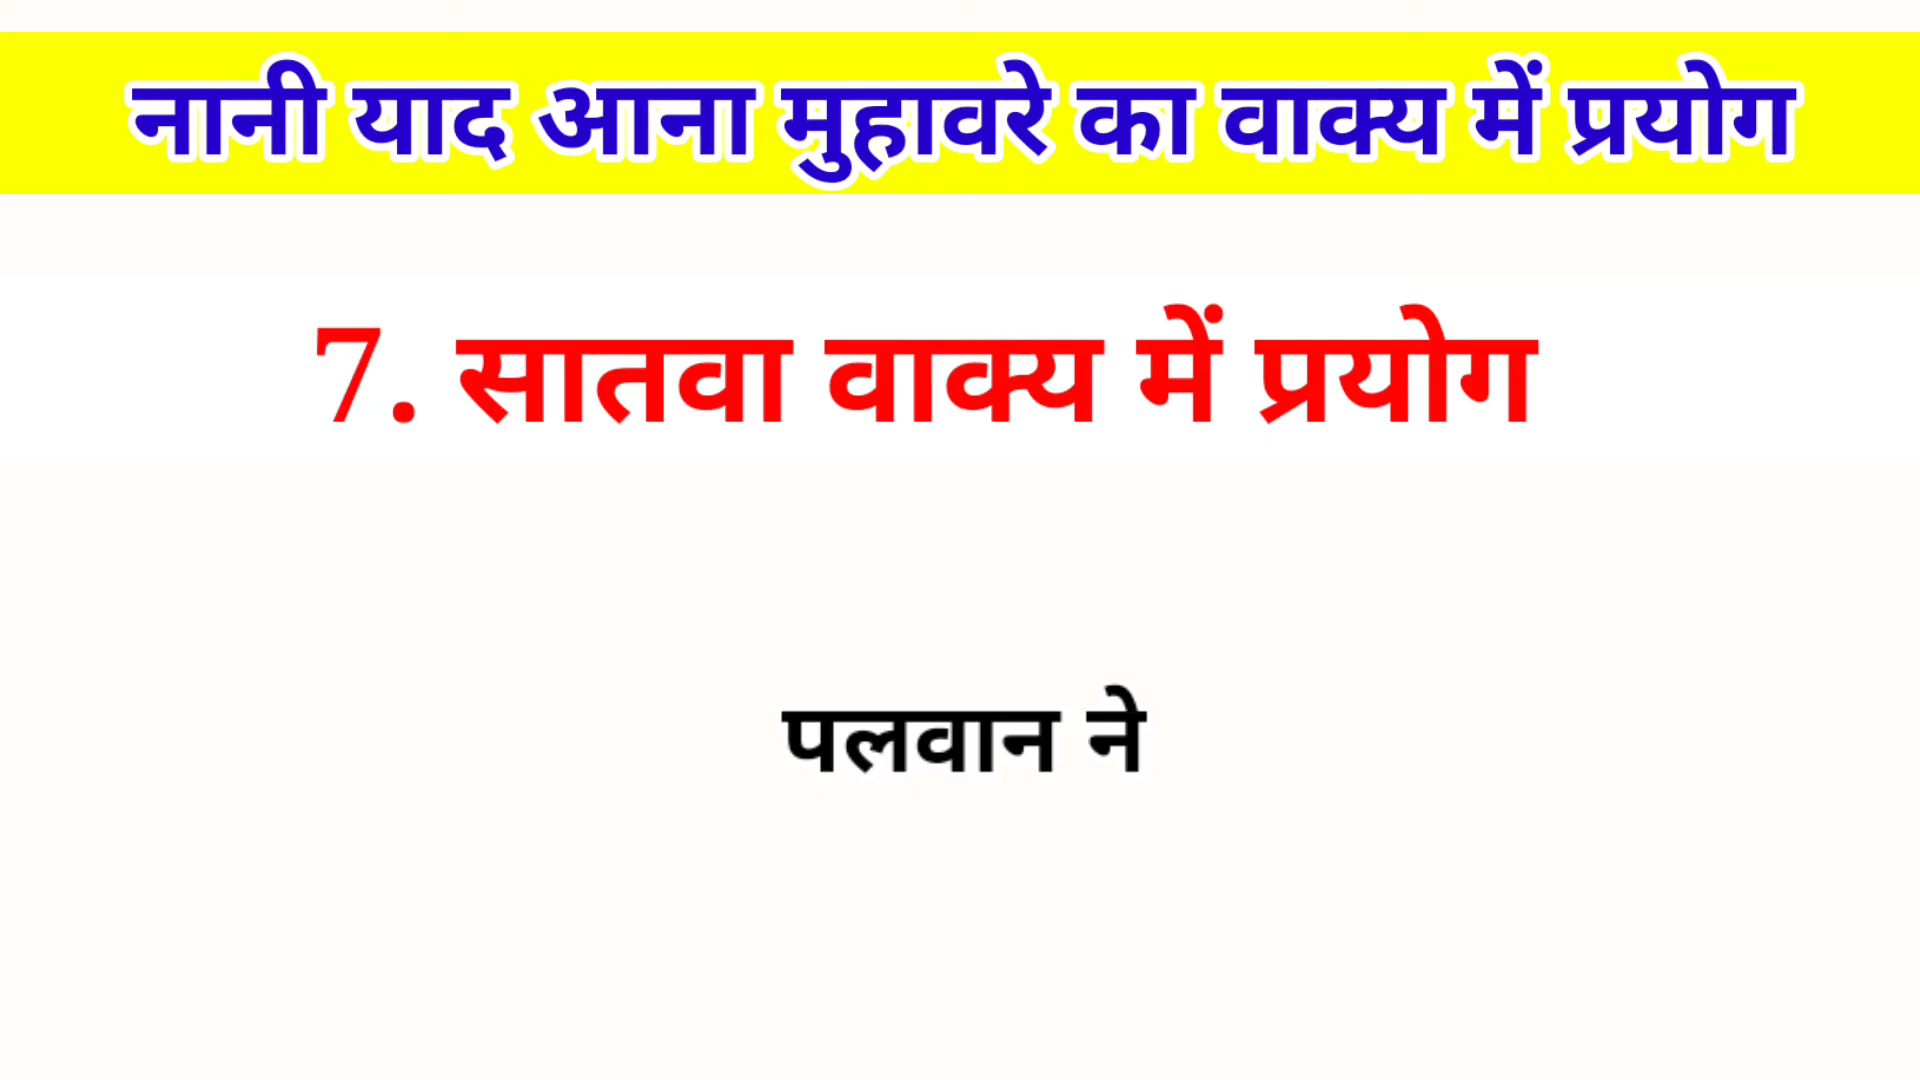 नानी याद आना मुहावरे का वाक्य में प्रयोग
7. सातवा वाक्य में प्रयोग
पलवान ने